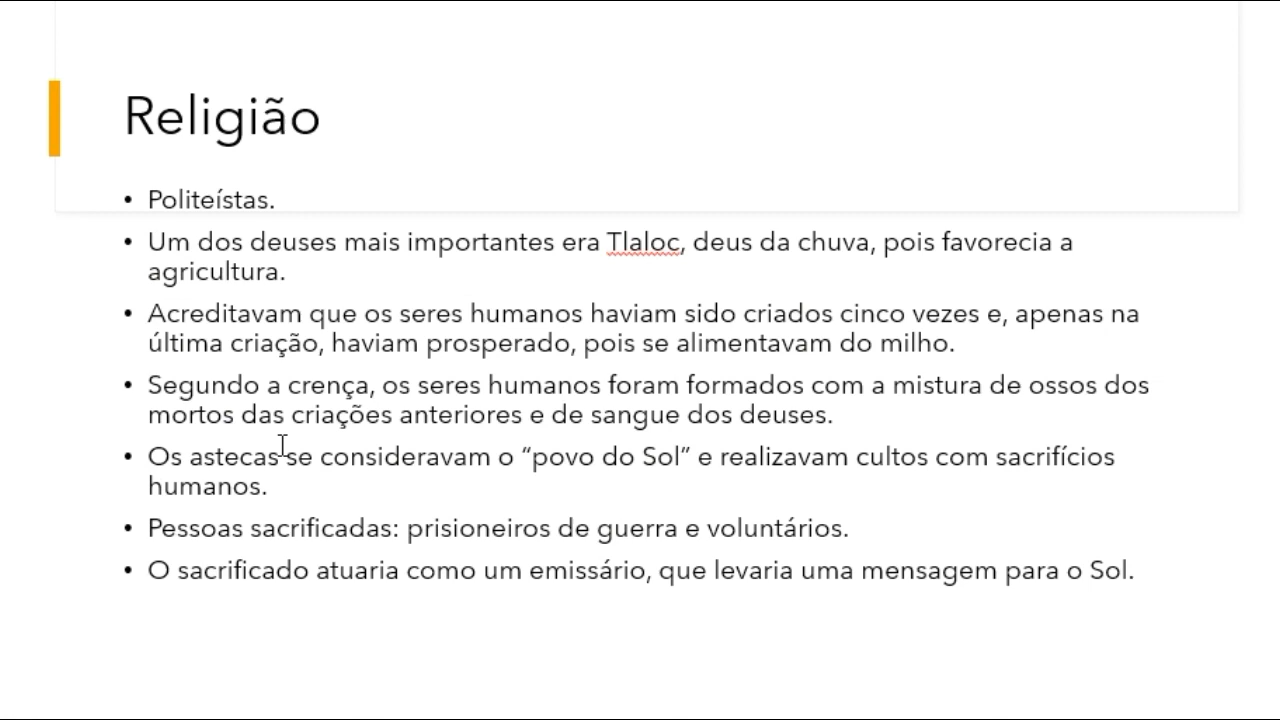 Religião
• Politeístas.
• Um dos deuses mais importantes era Tlaloc, deus da chuva, pois favorecia a
agricultura.
• Acreditavam que os seres humanos haviam sido criados cinco vezes e, apenas na
última criação, haviam prosperado, pois se alimentavam do milho.
• Segundo a crença, os seres humanos foram formados com a mistura de ossos dos
mortos das criações anteriores e de sangue dos deuses.
• Os astecas se consideravam o “povo do Sol” e realizavam cultos com sacrifícios
humanos.
• Pessoas sacrificadas: prisioneiros de guerra e voluntários.
• O sacrificado atuaria como um emissário, que levaria uma mensagem para o Sol.